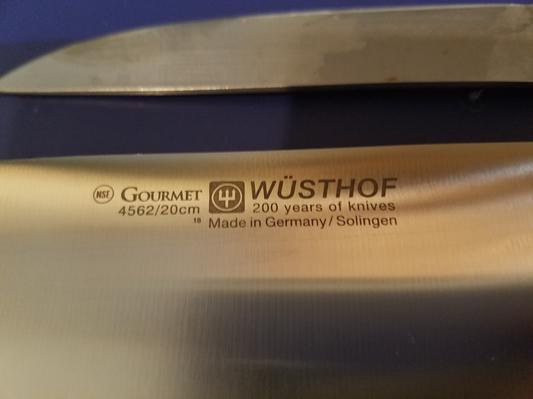 NSF GOURMET WÜSTHOF
4562/20cm 200 years of knives
18 Made in Germany/Solingen